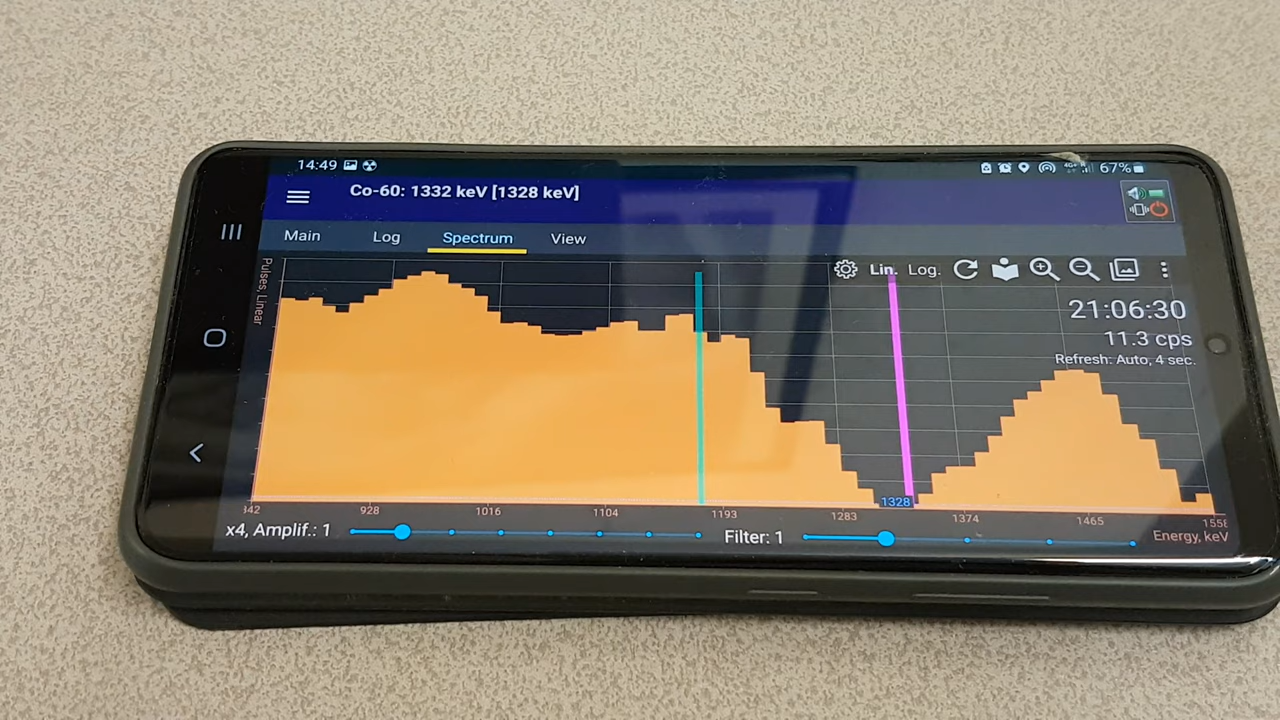 14:49 67%
Co-60: 1332 keV [1328 keV]
Main Log Spectrum View
Pulses, Linear
Lin. Log.
21:06:30
11.3 cps
Refresh: Auto, 4 sec.
1328
928 1016 1104 1193 1283 1374 1465
x4, Amplif.: 1 Filter: 1 Energy, keV